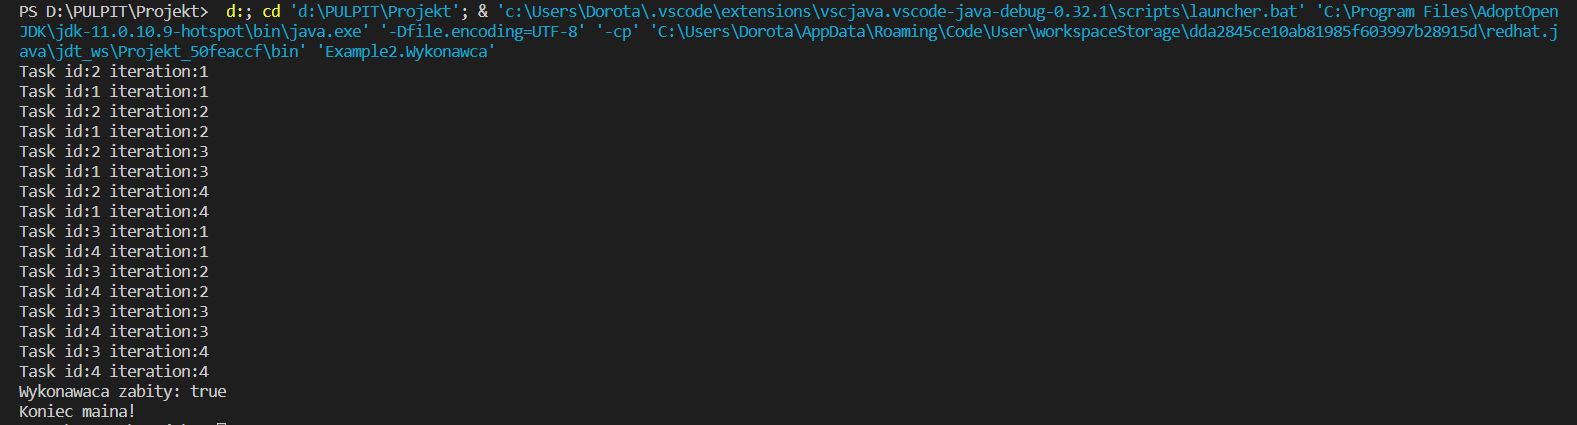 PS D:\PULPIT\Projekt>  d:; cd 'd:\PULPIT\Projekt'; & 'c:\Users\Dorota\.vscode\extensions\vscjava.vscode-java-debug-0.32.1\scripts\launcher.bat' 'C:\Program Files\AdoptOpen
JDK\jdk-11.0.10.9-hotspot\bin\java.exe' '-Dfile.encoding=UTF-8' '-cp' 'C:\Users\Dorota\AppData\Roaming\Code\User\workspaceStorage\dda2845ce10ab81985f603997b28915d\redhat.j
ava\jdt_ws\Projekt_50feaccf\bin' 'Example2.Wykonawca'
Task id:2 iteration:1
Task id:1 iteration:1
Task id:2 iteration:2
Task id:1 iteration:2
Task id:2 iteration:3
Task id:1 iteration:3
Task id:2 iteration:4
Task id:1 iteration:4
Task id:3 iteration:1
Task id:4 iteration:1
Task id:3 iteration:2
Task id:4 iteration:2
Task id:3 iteration:3
Task id:4 iteration:3
Task id:3 iteration:4
Task id:4 iteration:4
Wykonawaca zabity: true
Koniec maina!